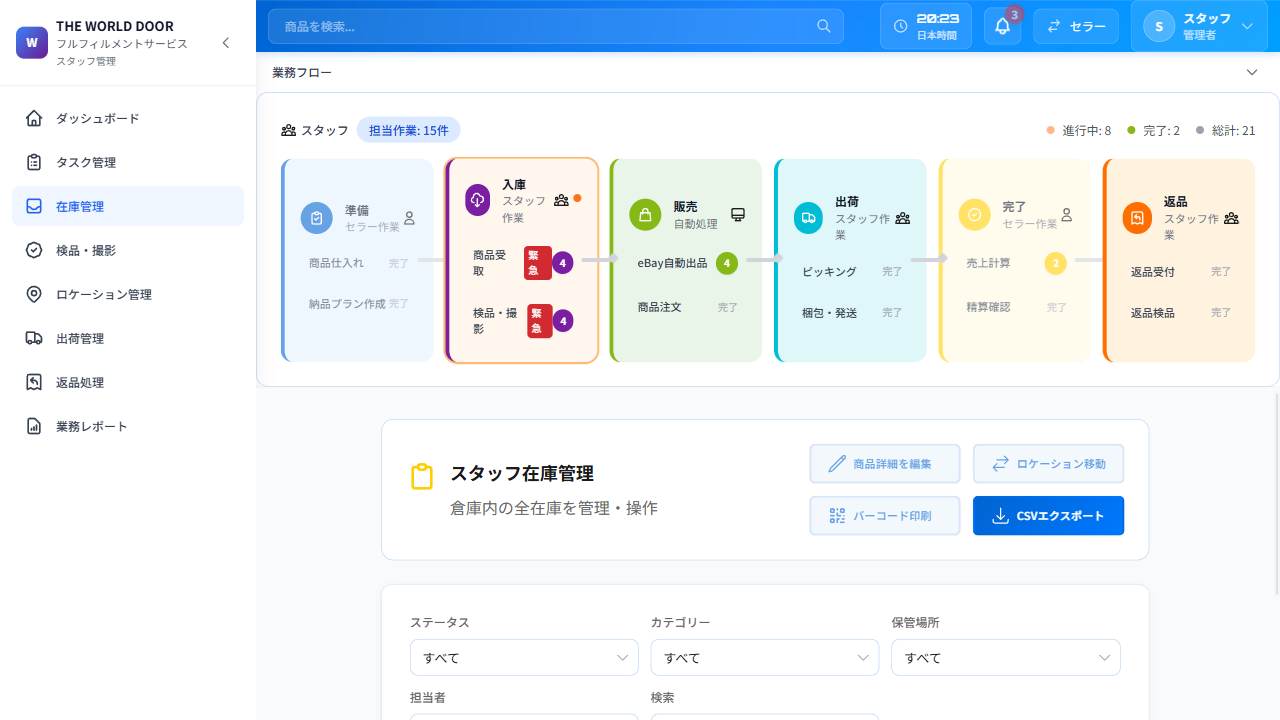 W
THE WORLD DOOR
フルフィルメントサービス
スタッフ管理
商品を検索...
20:23
日本時間
3
セラー
S
スタッフ
管理者
ダッシュボード
タスク管理
在庫管理
検品・撮影
ロケーション管理
出荷管理
返品処理
業務レポート
業務フロー
スタッフ
担当作業: 15件
進行中: 8
完了: 2
総計: 21
準備
セラー作業
商品仕入れ
完了
納品プラン作成
完了
入庫
スタッフ
作業
商品受
取
緊
急
4
検品・撮
影
緊
急
4
販売
自動処理
eBay自動出品
4
商品注文
完了
出荷
スタッフ作
業
ピッキング
完了
梱包・発送
完了
完了
セラー作業
売上計算
2
精算確認
完了
返品
スタッフ作
業
返品受付
完了
返品検品
完了
スタッフ在庫管理
倉庫内の全在庫を管理・操作
商品詳細を編集
ロケーション移動
バーコード印刷
CSVエクスポート
ステータス
すべて
カテゴリー
すべて
保管場所
すべて
担当者
検索